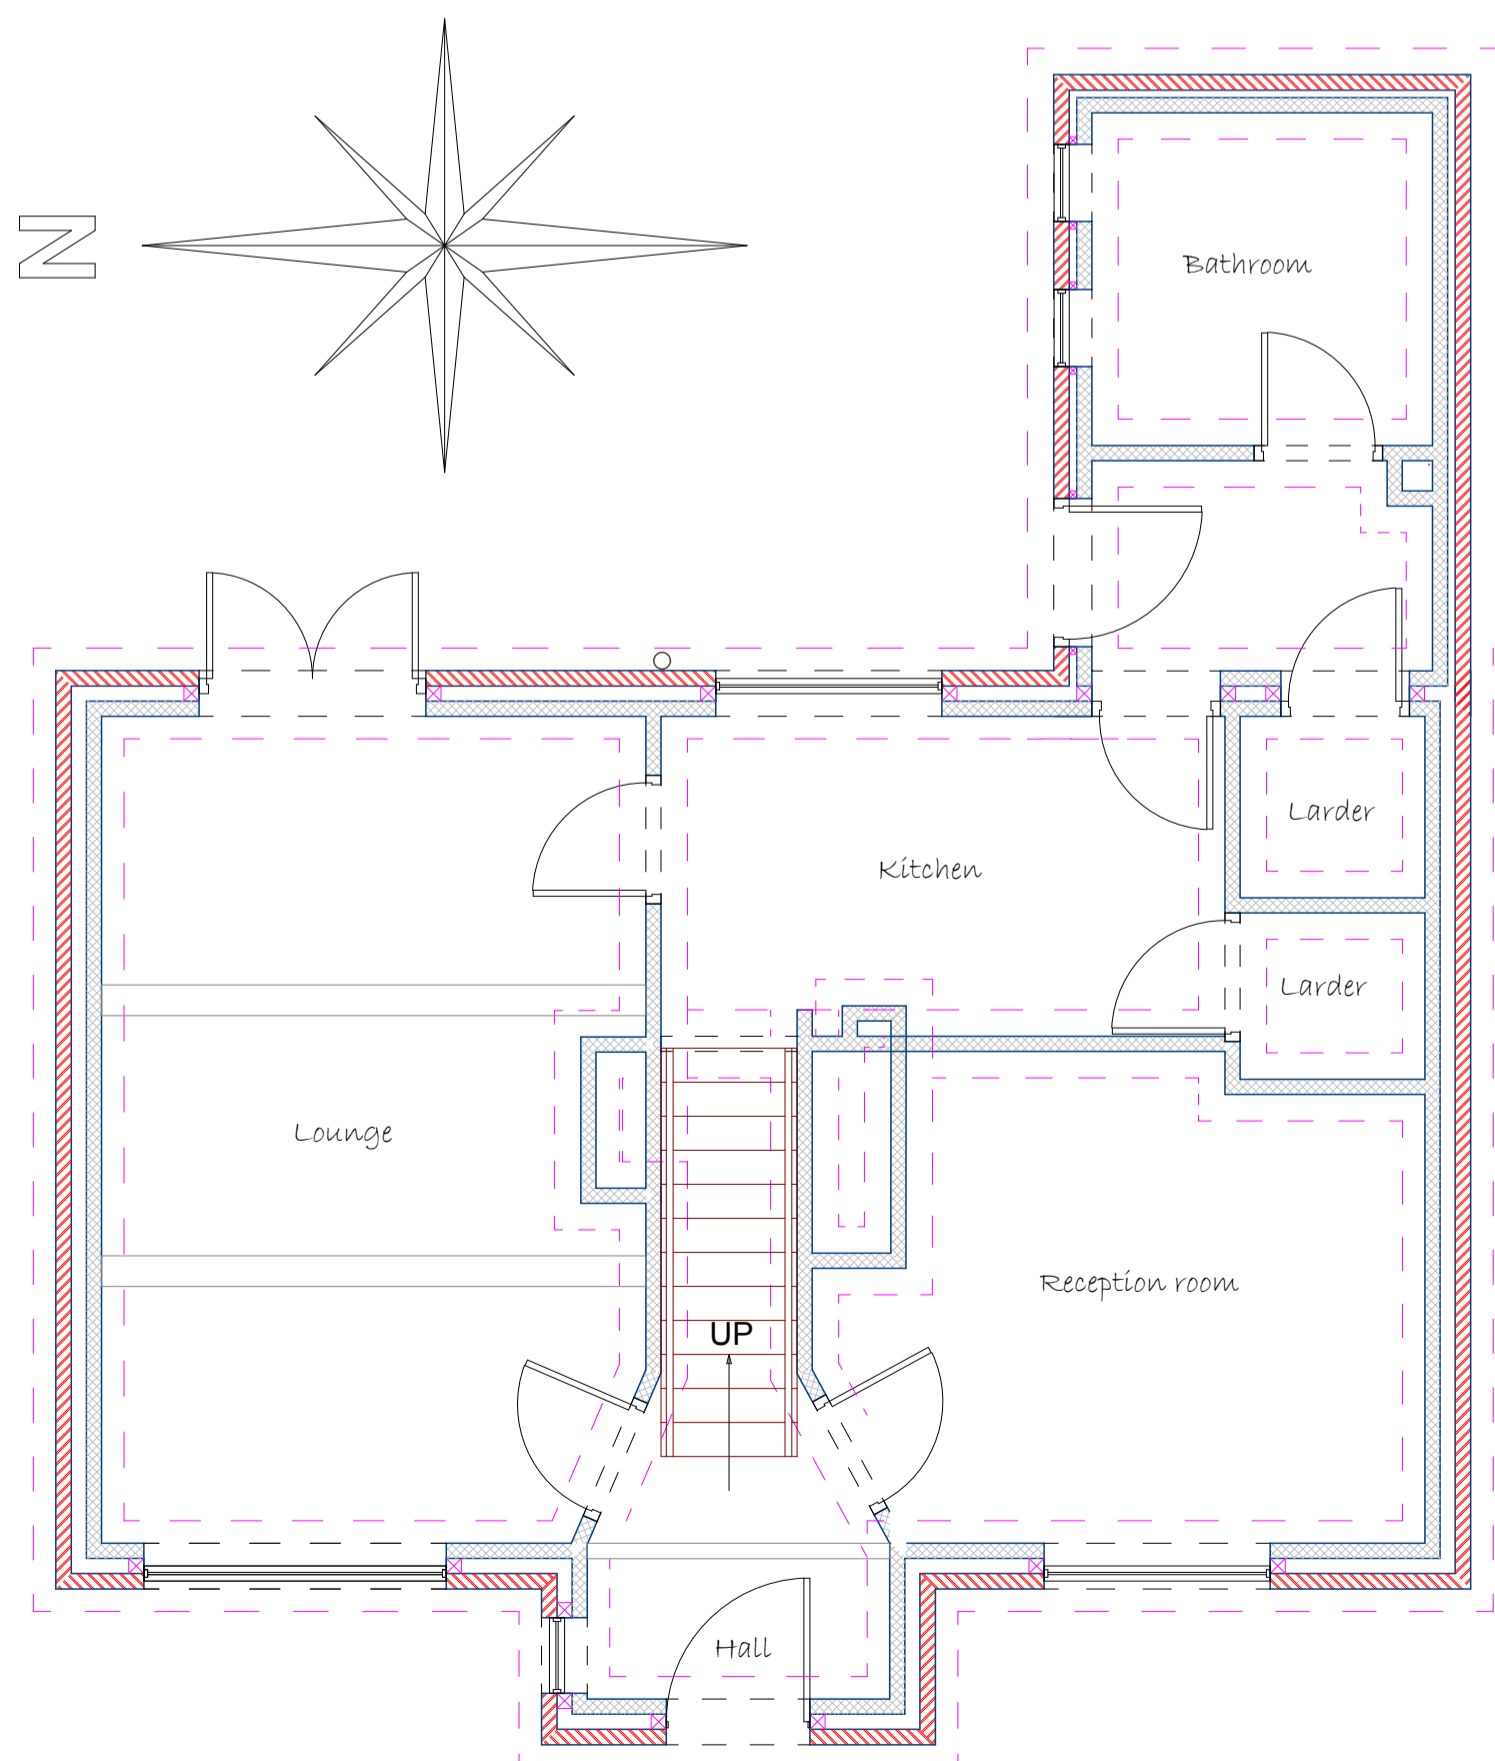 N
Bathroom
Larder
Kitchen
Larder
Lounge
Reception room
UP
Hall